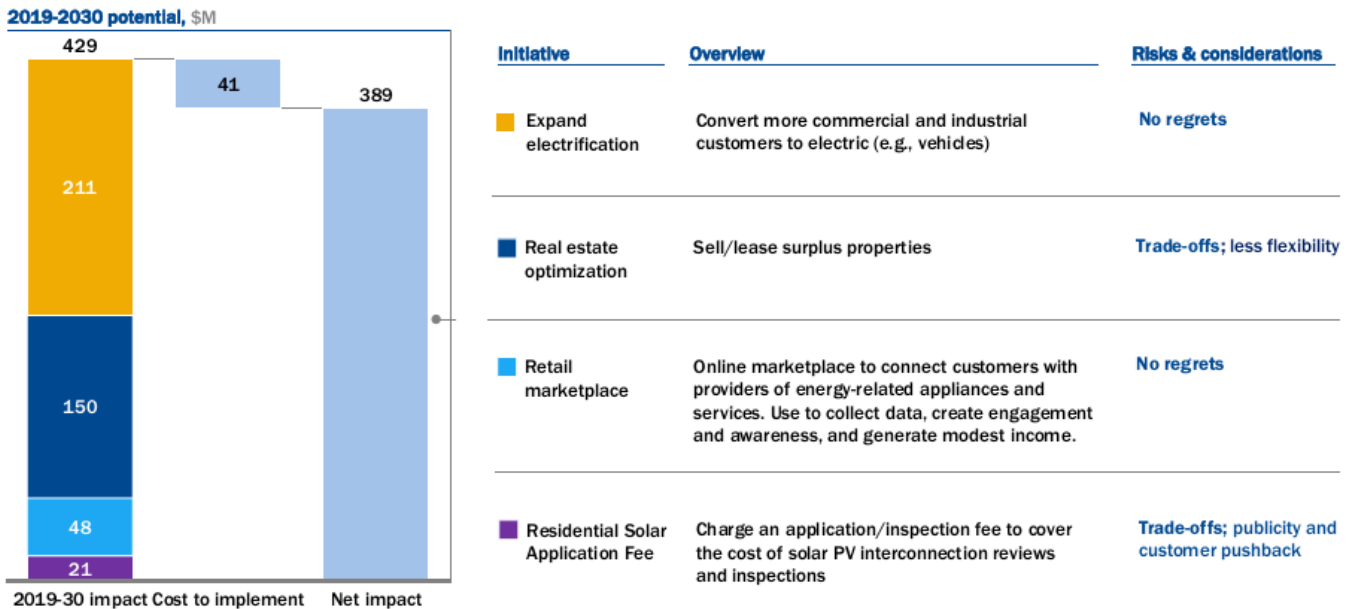 2019-2030 potential, $M
429
41
389
211
150
48
21
2019-30 impact Cost to implement Net impact
Initiative Overview Risks & considerations
Expand
electrification
Convert more commercial and industrial
customers to electric (e.g., vehicles)
No regrets
Real estate
optimization
Sell/lease surplus properties
Trade-offs; less flexibility
Retail
marketplace
Online marketplace to connect customers with
providers of energy-related appliances and
services. Use to collect data, create engagement
and awareness, and generate modest income.
No regrets
Residential Solar
Application Fee
Charge an application/inspection fee to cover
the cost of solar PV interconnection reviews
and inspections
Trade-offs; publicity and
customer pushback